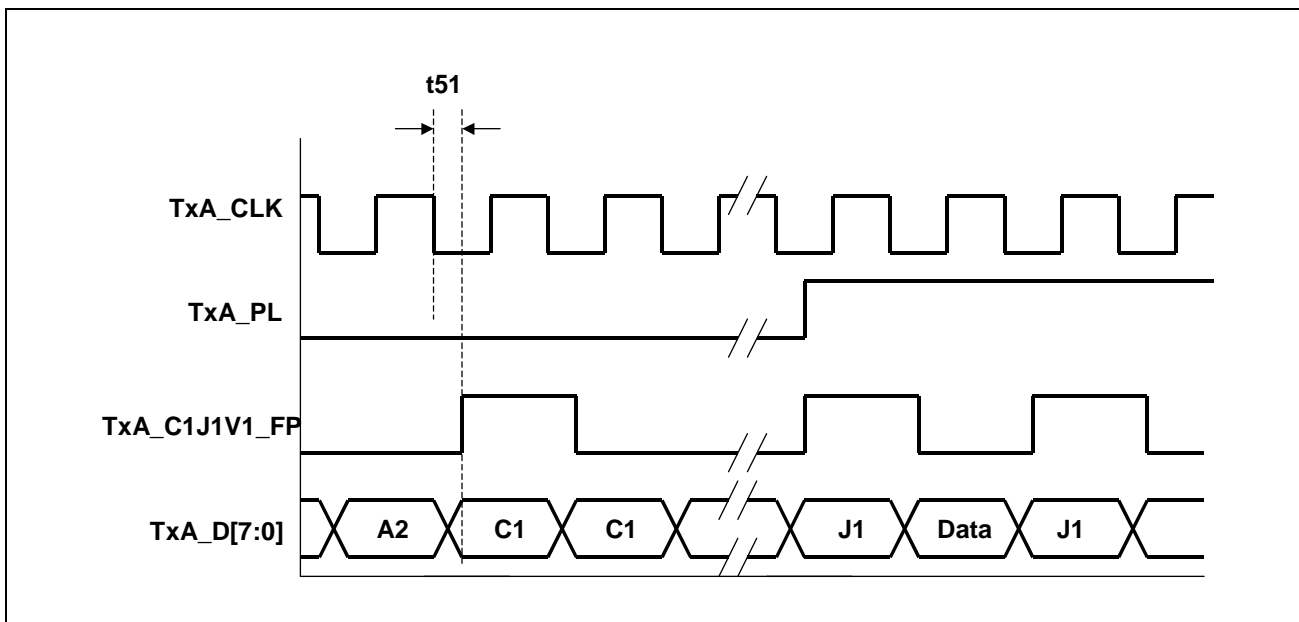 t51
TxA_CLK
TxA_PL
TxA_C1J1V1_FP
TxA_D[7:0]
A2
C1
C1
J1
Data
J1